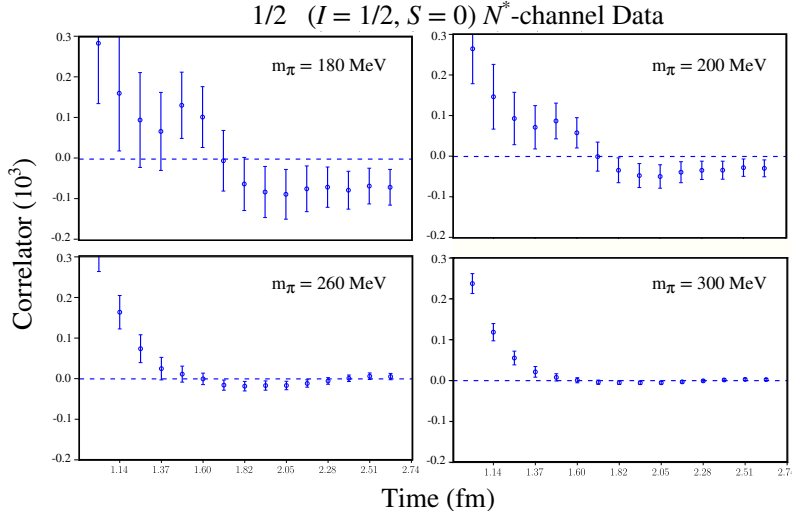 1/2 (I = 1/2, S = 0) N*-channel Data
Correlator (10³)
0.3
0.2
0.1
0.0
-0.1
-0.2
mπ = 180 MeV
0.3
0.2
0.1
0.0
-0.1
-0.2
mπ = 200 MeV
0.3
0.2
0.1
0.0
-0.1
-0.2
mπ = 260 MeV
1.14 1.37 1.60 1.82 2.05 2.28 2.51 2.74
0.3
0.2
0.1
0.0
-0.1
-0.2
mπ = 300 MeV
1.14 1.37 1.60 1.82 2.05 2.28 2.51 2.74
Time (fm)